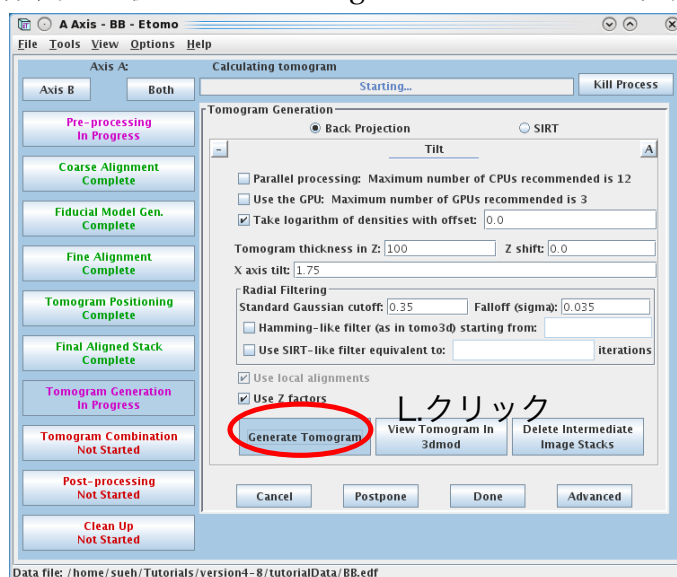 A Axis - BB - Etomo
File Tools View Options Help
Axis A:
Calculating tomogram
Axis B
Both
Starting...
Kill Process
Pre-processing
In Progress
Coarse Alignment
Complete
Fiducial Model Gen.
Complete
Fine Alignment
Complete
Tomogram Positioning
Complete
Final Aligned Stack
Complete
Tomogram Generation
In Progress
Tomogram Combination
Not Started
Post-processing
Not Started
Clean Up
Not Started
Tomogram Generation
Back Projection
SIRT
- Tilt A
Parallel processing: Maximum number of CPUs recommended is 12
Use the GPU: Maximum number of GPUs recommended is 3
Take logarithm of densities with offset: 0.0
Tomogram thickness in Z: 100 Z shift: 0.0
X axis tilt: 1.75
Radial Filtering
Standard Gaussian cutoff: 0.35 Falloff (sigma): 0.035
Hamming-like filter (as in tomo3d) starting from:
Use SIRT-like filter equivalent to: iterations
Use local alignments
Use Z factors
L.クリック
Generate Tomogram
View Tomogram In
3dmod
Delete Intermediate
Image Stacks
Cancel
Postpone
Done
Advanced
Data file: /home/sueh/Tutorials/version4-8/tutorialData/BB.edf